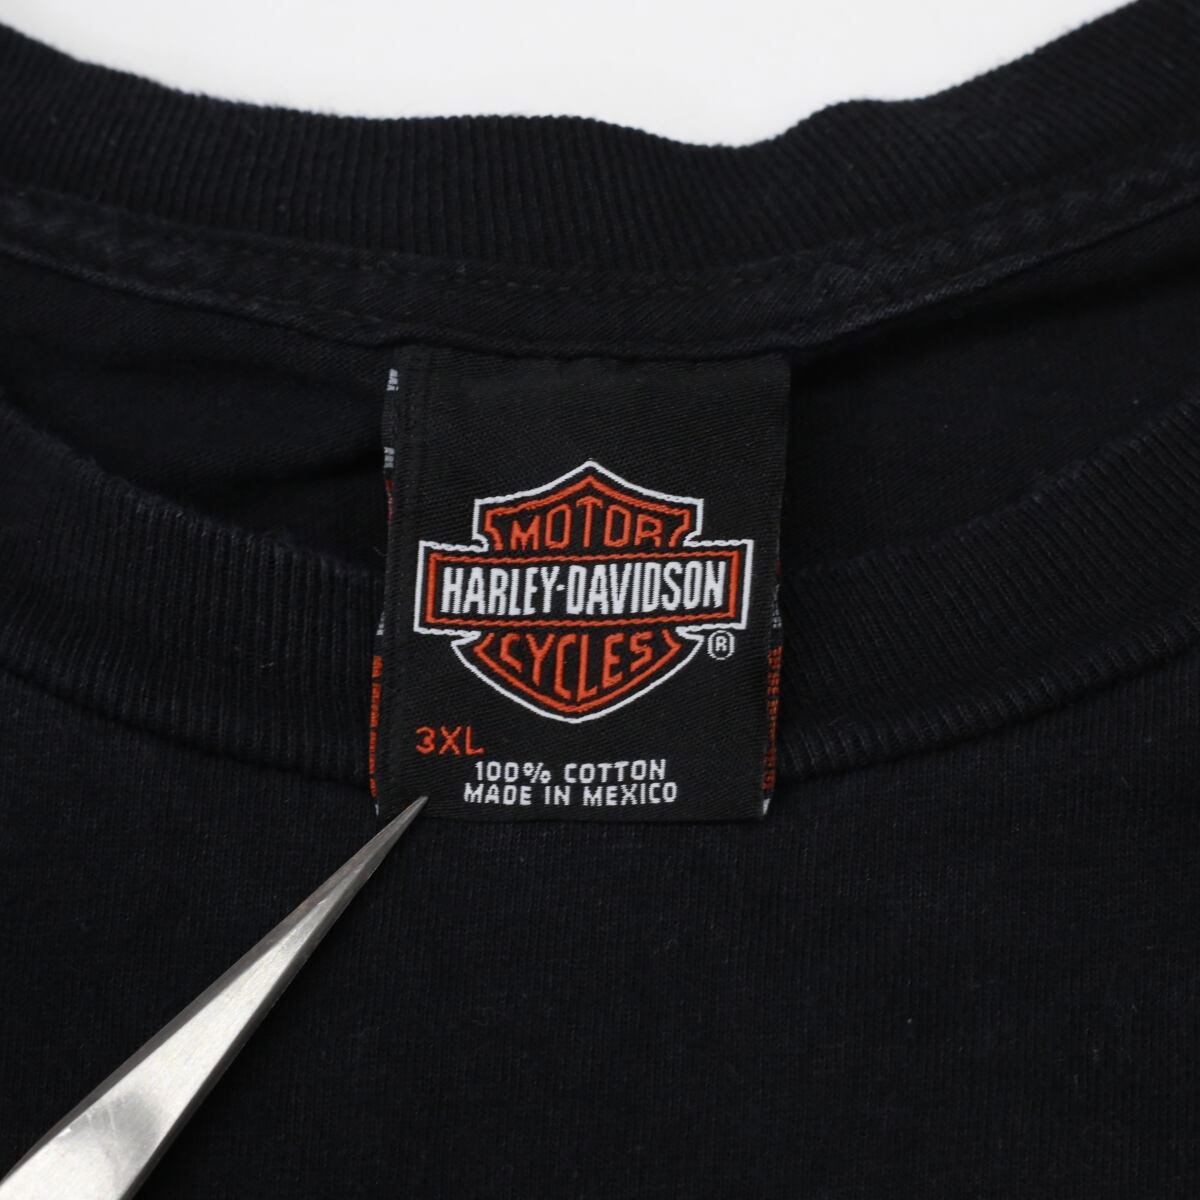 MOTOR
HARLEY-DAVIDSON
CYCLES
®
3XL
100% COTTON
MADE IN MEXICO